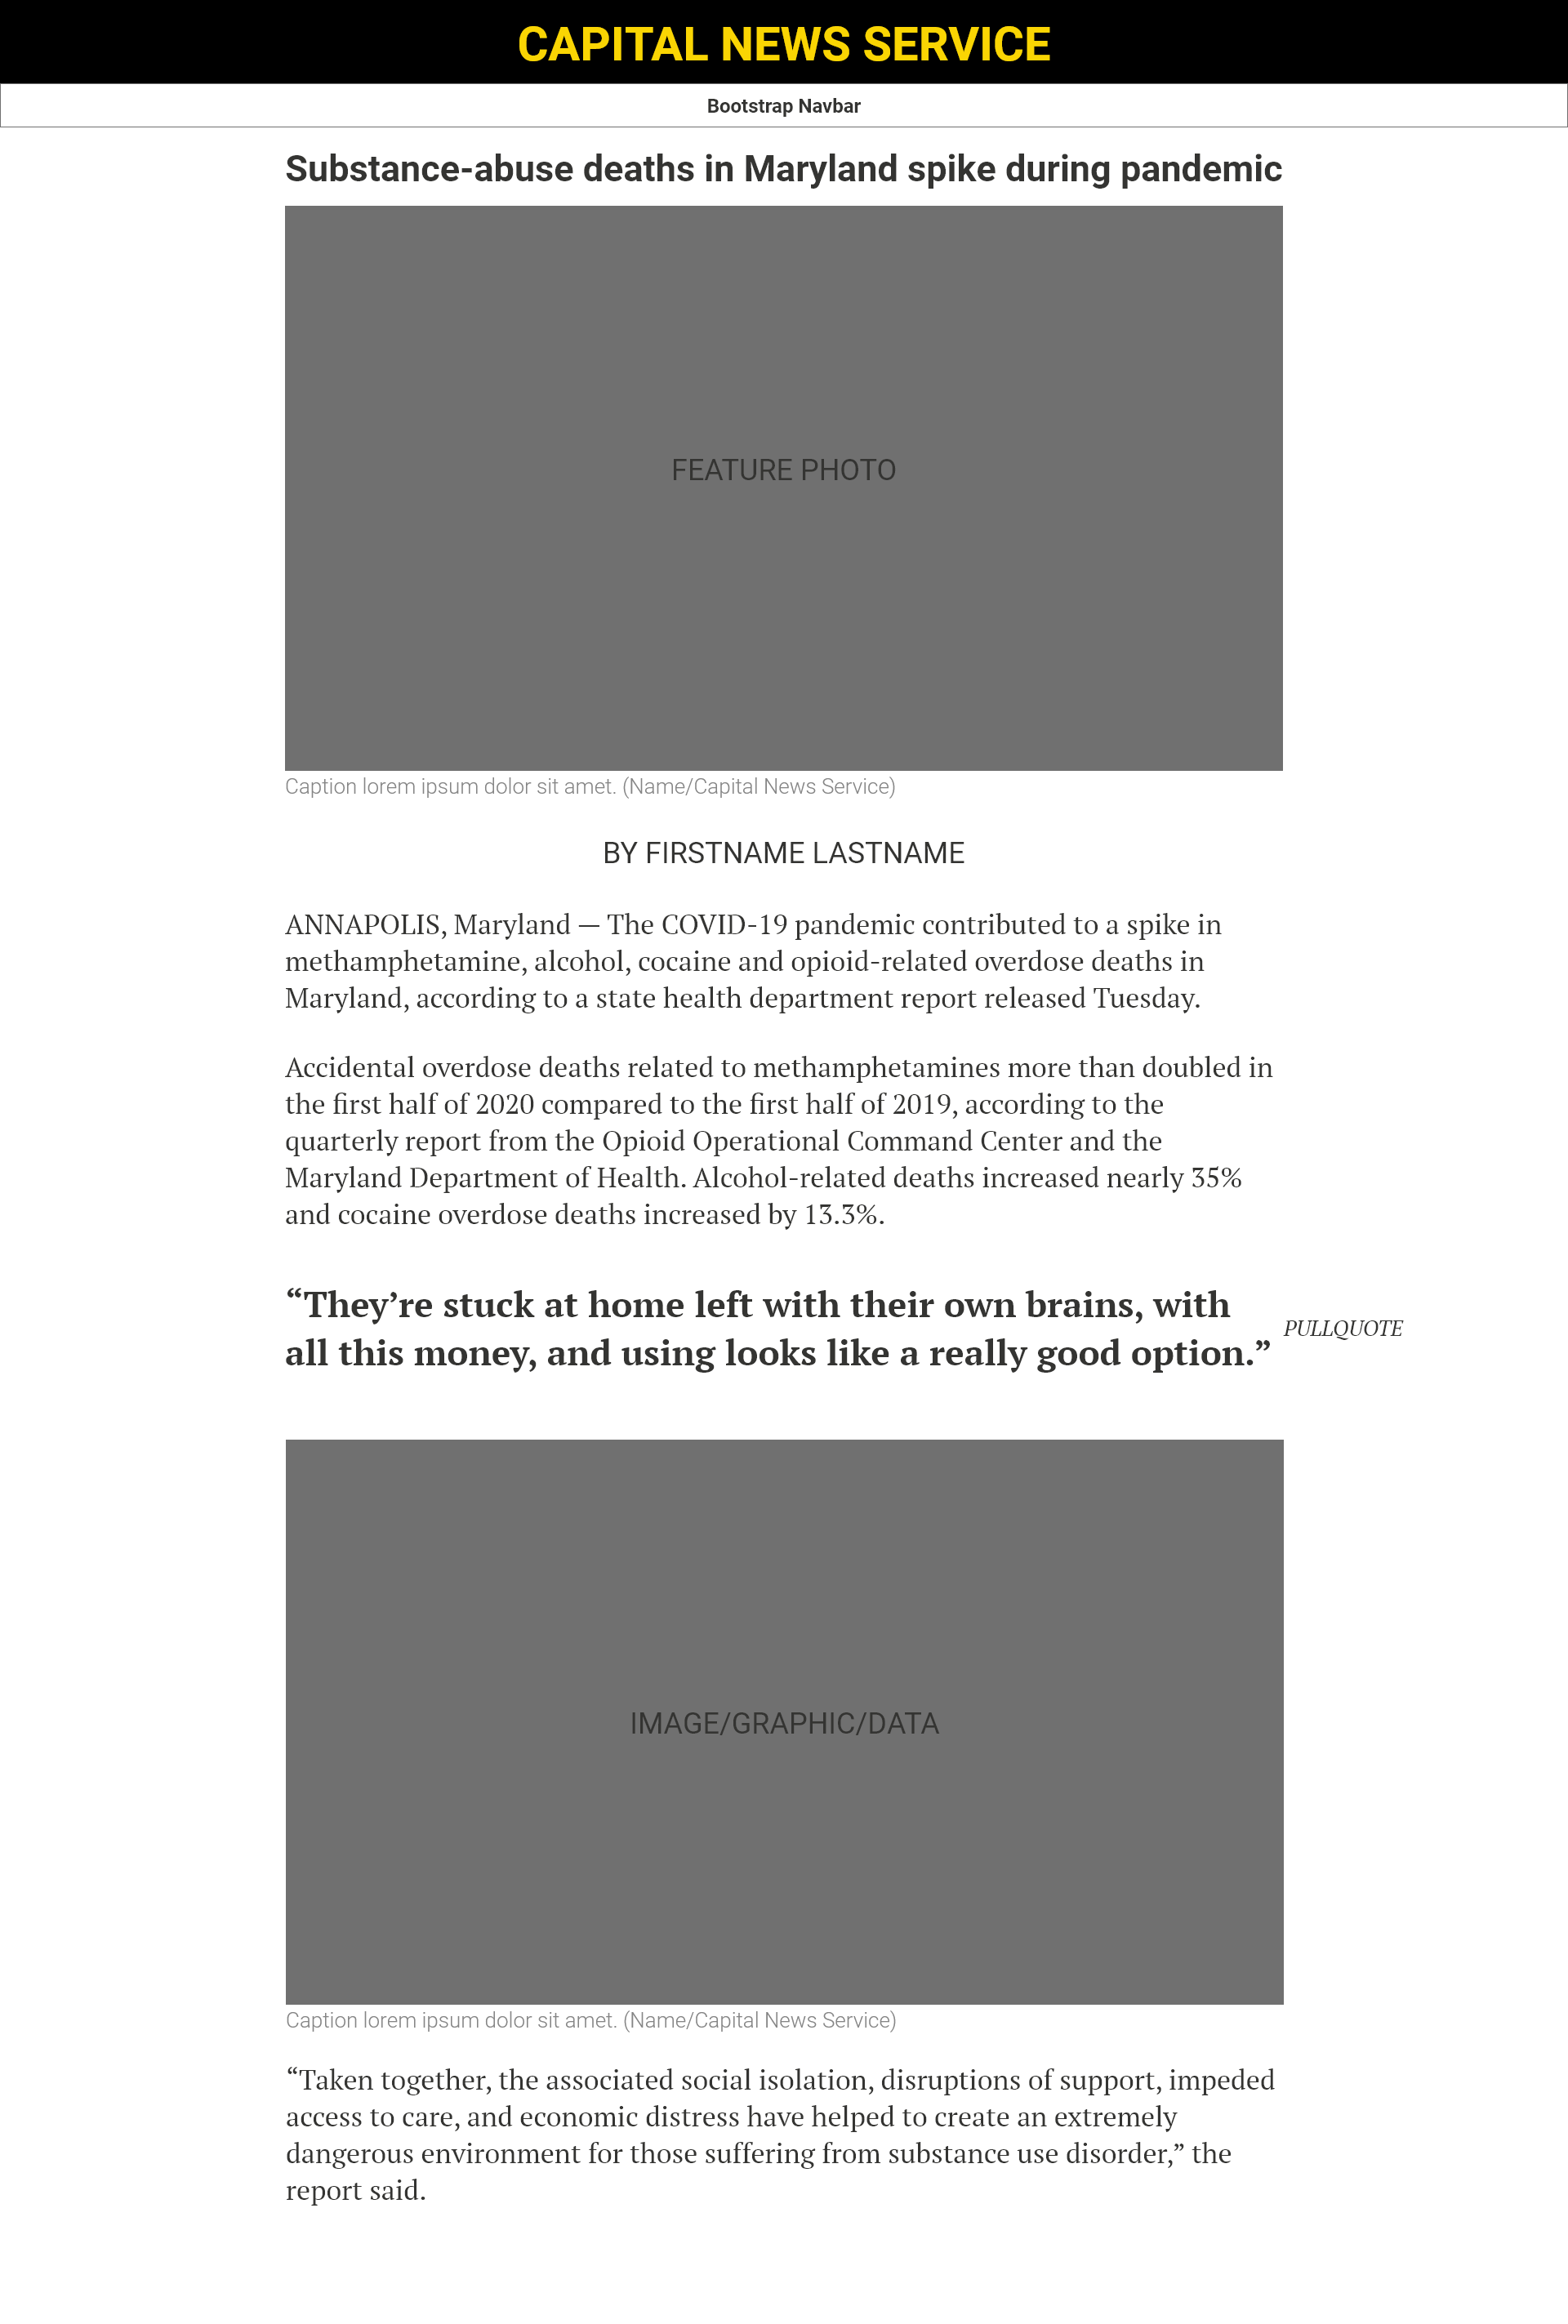 CAPITAL NEWS SERVICE
Bootstrap Navbar
Substance-abuse deaths in Maryland spike during pandemic
FEATURE PHOTO
Caption lorem ipsum dolor sit amet. (Name/Capital News Service)
BY FIRSTNAME LASTNAME
ANNAPOLIS, Maryland — The COVID-19 pandemic contributed to a spike in
methamphetamine, alcohol, cocaine and opioid-related overdose deaths in
Maryland, according to a state health department report released Tuesday.
Accidental overdose deaths related to methamphetamines more than doubled in
the first half of 2020 compared to the first half of 2019, according to the
quarterly report from the Opioid Operational Command Center and the
Maryland Department of Health. Alcohol-related deaths increased nearly 35%
and cocaine overdose deaths increased by 13.3%.
“They’re stuck at home left with their own brains, with
all this money, and using looks like a really good option.”
PULLQUOTE
IMAGE/GRAPHIC/DATA
Caption lorem ipsum dolor sit amet. (Name/Capital News Service)
“Taken together, the associated social isolation, disruptions of support, impeded
access to care, and economic distress have helped to create an extremely
dangerous environment for those suffering from substance use disorder,” the
report said.